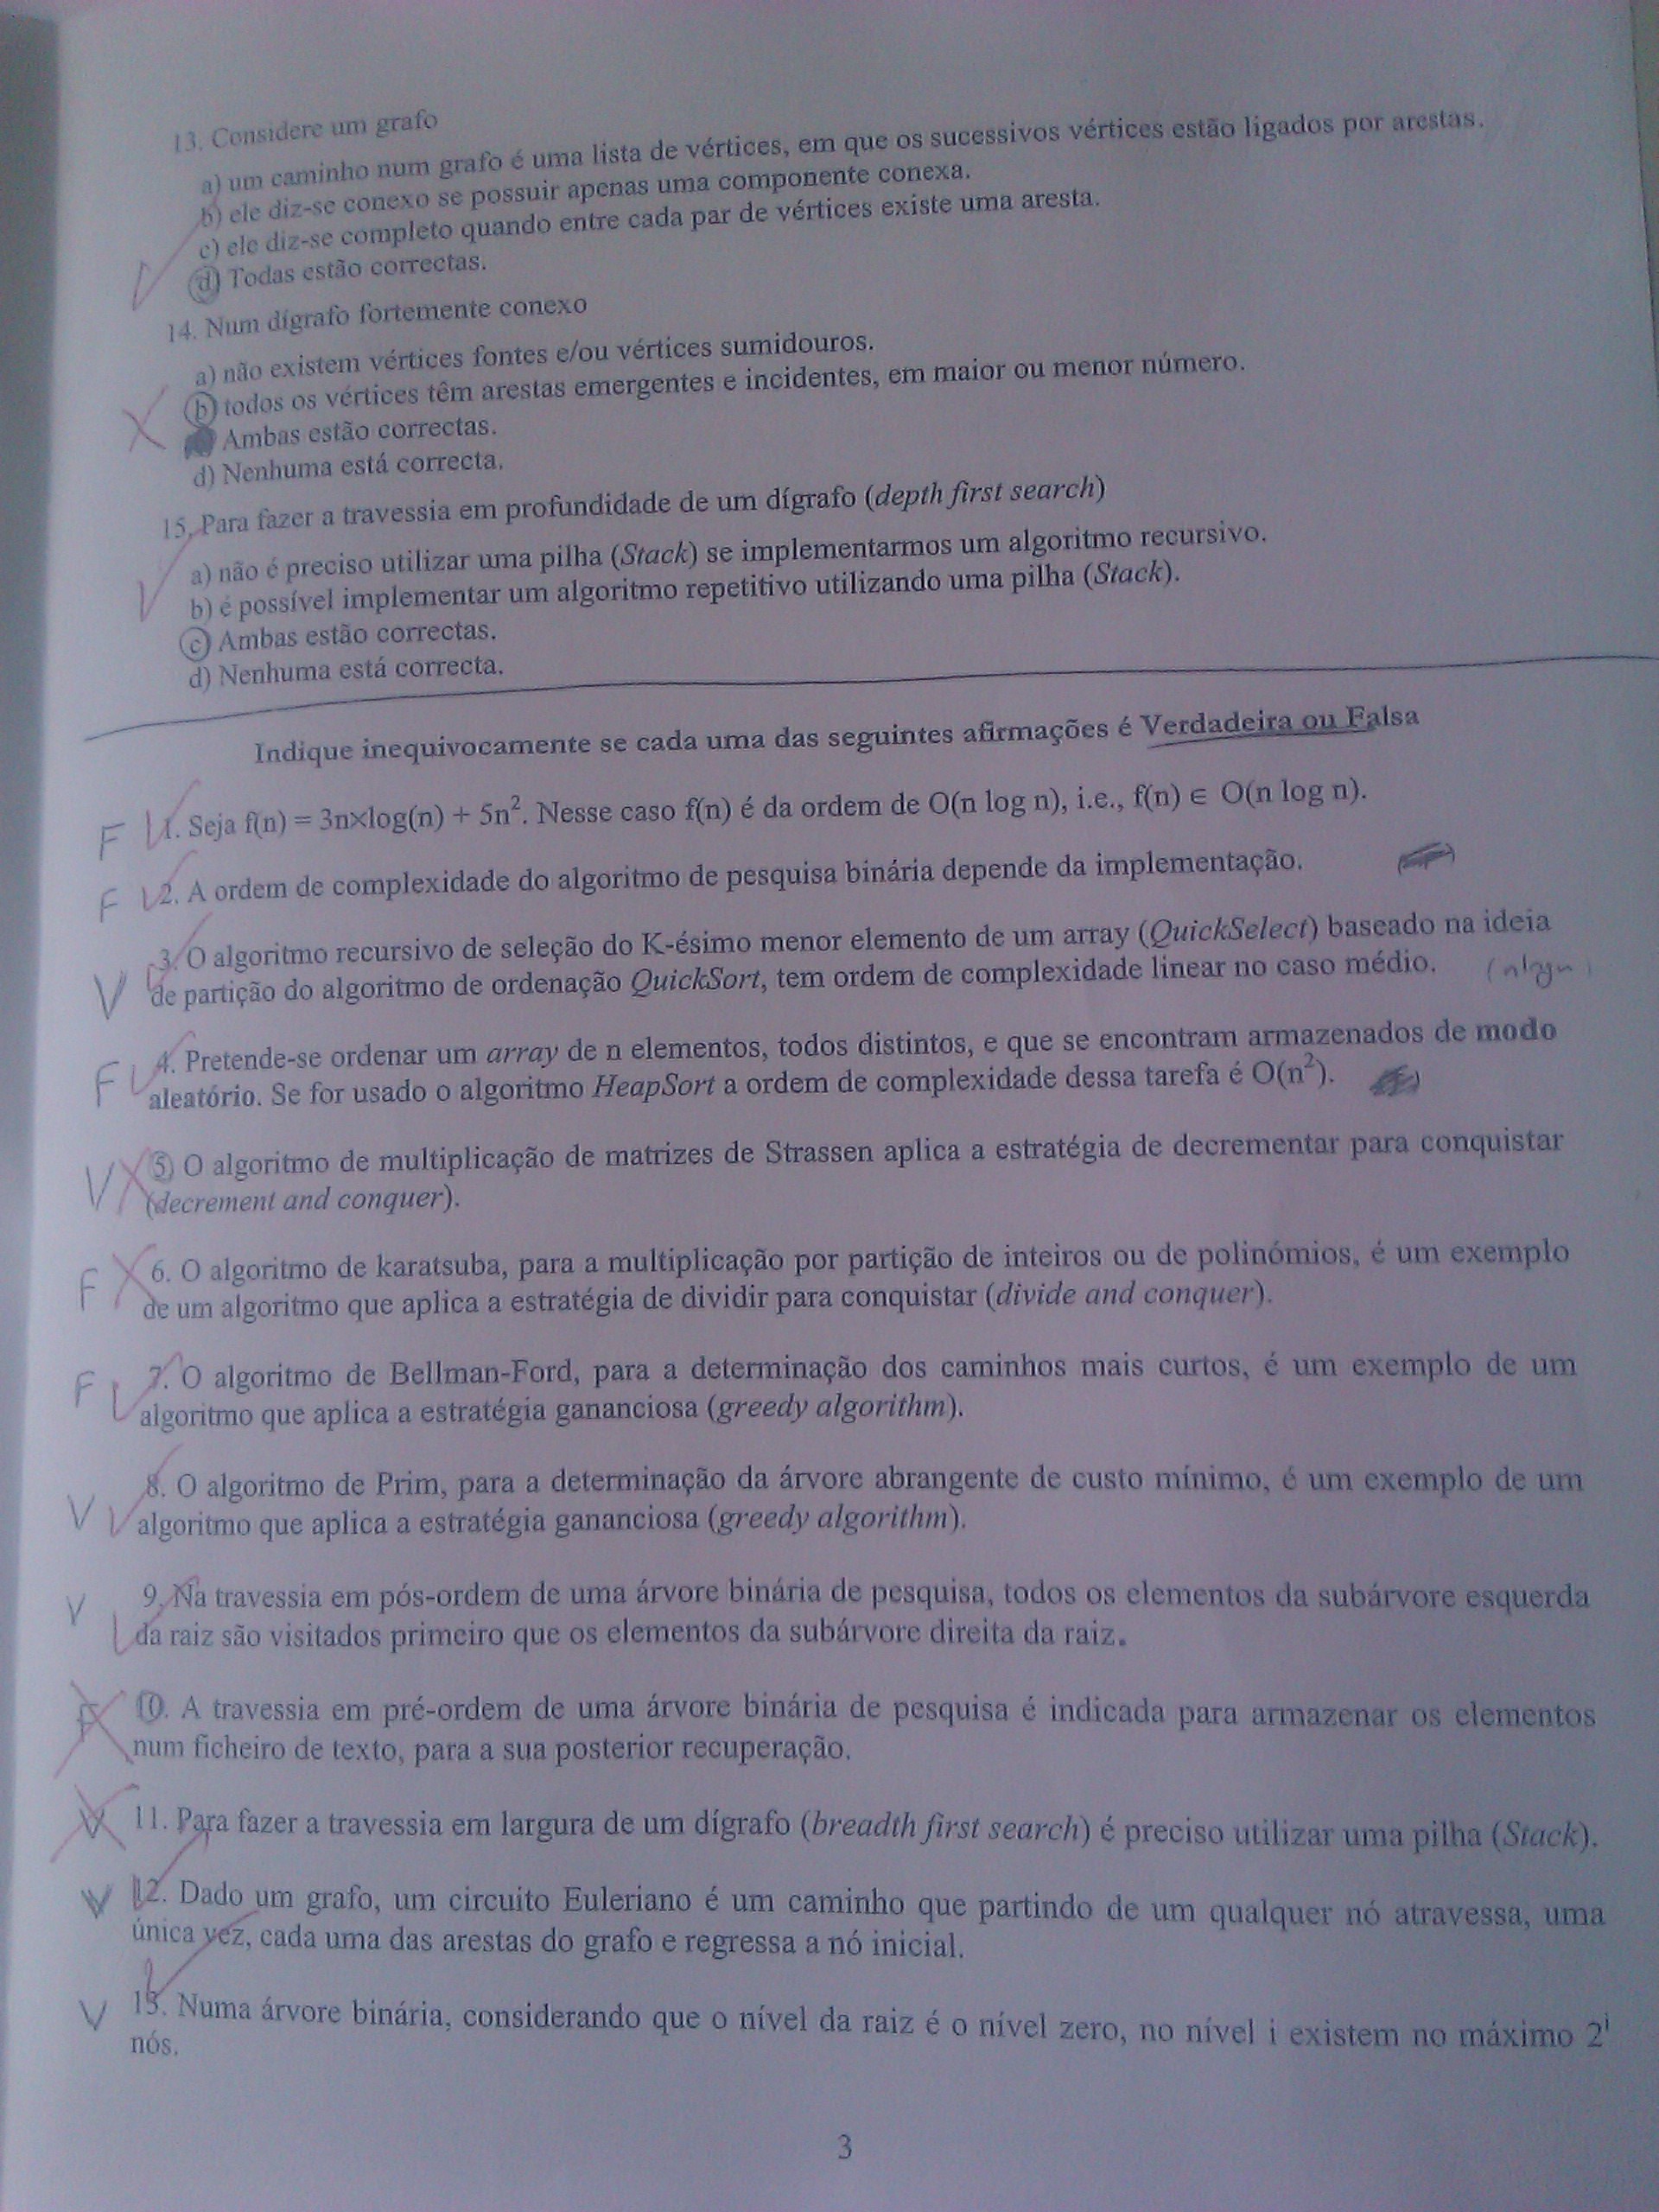 13. Considere um grafo
a) um caminho num grafo é uma lista de vértices, em que os sucessivos vértices estão ligados por arestas.
b) ele diz-se conexo se possuir apenas uma componente conexa.
c) ele diz-se completo quando entre cada par de vértices existe uma aresta.
d) Todas estão correctas.
14. Num dígrafo fortemente conexo
a) não existem vértices fontes e/ou vértices sumidouros.
b) todos os vértices têm arestas emergentes e incidentes, em maior ou menor número.
Ambas estão correctas.
d) Nenhuma está correcta.
15. Para fazer a travessia em profundidade de um dígrafo (depth first search)
a) não é preciso utilizar uma pilha (Stack) se implementarmos um algoritmo recursivo.
b) é possível implementar um algoritmo repetitivo utilizando uma pilha (Stack).
c) Ambas estão correctas.
d) Nenhuma está correcta.
Indique inequivocamente se cada uma das seguintes afirmações é Verdadeira ou Falsa
F 1. Seja f(n) = 3n×log(n) + 5n². Nesse caso f(n) é da ordem de O(n log n), i.e., f(n) ∈ O(n log n).
F 2. A ordem de complexidade do algoritmo de pesquisa binária depende da implementação.
3. O algoritmo recursivo de seleção do K-ésimo menor elemento de um array (QuickSelect) baseado na ideia
V de partição do algoritmo de ordenação QuickSort, tem ordem de complexidade linear no caso médio.
F 4. Pretende-se ordenar um array de n elementos, todos distintos, e que se encontram armazenados de modo
aleatório. Se for usado o algoritmo HeapSort a ordem de complexidade dessa tarefa é O(n²).
V 5. O algoritmo de multiplicação de matrizes de Strassen aplica a estratégia de decrementar para conquistar
(decrement and conquer).
F 6. O algoritmo de karatsuba, para a multiplicação por partição de inteiros ou de polinómios, é um exemplo
de um algoritmo que aplica a estratégia de dividir para conquistar (divide and conquer).
F 7. O algoritmo de Bellman-Ford, para a determinação dos caminhos mais curtos, é um exemplo de um
algoritmo que aplica a estratégia gananciosa (greedy algorithm).
V 8. O algoritmo de Prim, para a determinação da árvore abrangente de custo mínimo, é um exemplo de um
algoritmo que aplica a estratégia gananciosa (greedy algorithm).
V 9. Na travessia em pós-ordem de uma árvore binária de pesquisa, todos os elementos da subárvore esquerda
da raiz são visitados primeiro que os elementos da subárvore direita da raiz.
F 10. A travessia em pré-ordem de uma árvore binária de pesquisa é indicada para armazenar os elementos
num ficheiro de texto, para a sua posterior recuperação.
V 11. Para fazer a travessia em largura de um dígrafo (breadth first search) é preciso utilizar uma pilha (Stack).
V 12. Dado um grafo, um circuito Euleriano é um caminho que partindo de um qualquer nó atravessa, uma
única vez, cada uma das arestas do grafo e regressa a nó inicial.
V 13. Numa árvore binária, considerando que o nível da raiz é o nível zero, no nível i existem no máximo 2ⁱ
nós.
3